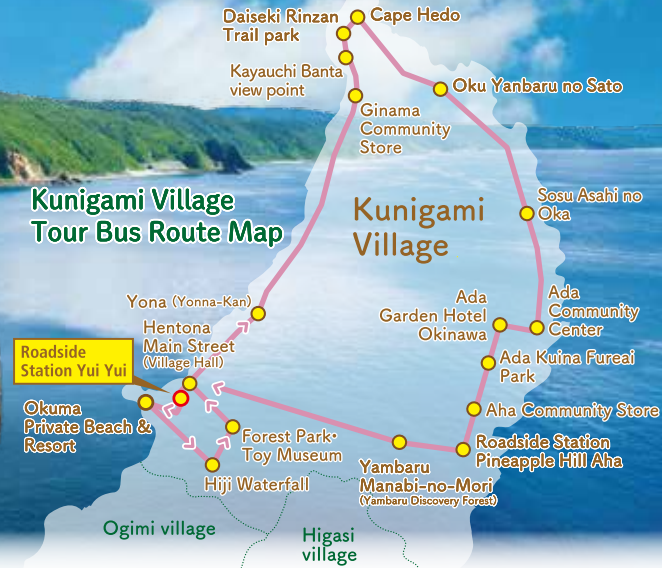 Daiseki Rinzan
Trail park
Cape Hedo
Kayauchi Banta
view point
Oku Yanbaru no Sato
Ginama
Community
Store
Kunigami Village
Tour Bus Route Map
Kunigami
Village
Sosu Asahi no
Oka
Yona (Yonna-Kan)
Hentona
Main Street
(Village Hall)
Ada
Garden Hotel
Okinawa
Ada
Community
Center
Roadside
Station Yui Yui
Ada Kuina Fureai
Park
Okuma
Private Beach &
Resort
Aha Community Store
Forest Park・
Toy Museum
Roadside Station
Pineapple Hill Aha
Hiji Waterfall
Yambaru
Manabi-no-Mori
(Yambaru Discovery Forest)
Ogimi village
Higasi
village